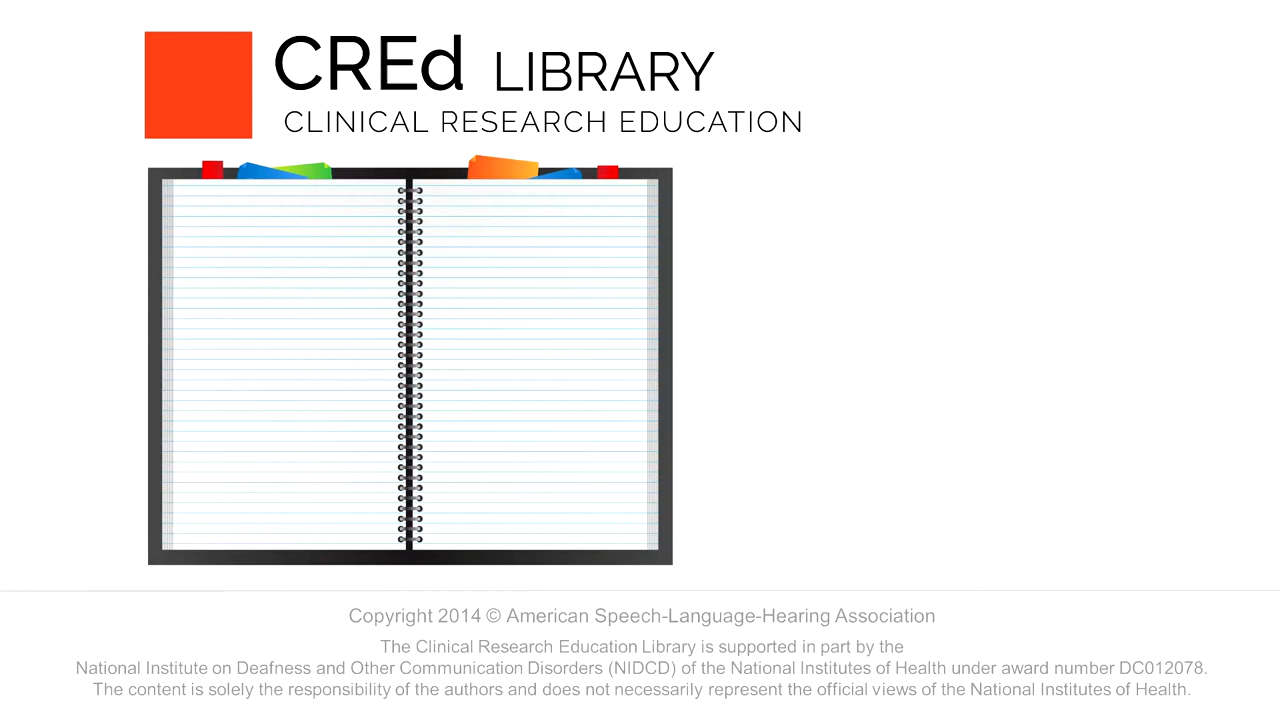 CREd LIBRARY
CLINICAL RESEARCH EDUCATION
Copyright 2014 © American Speech-Language-Hearing Association
The Clinical Research Education Library is supported in part by the
National Institute on Deafness and Other Communication Disorders (NIDCD) of the National Institutes of Health under award number DC012078.
The content is solely the responsibility of the authors and does not necessarily represent the official views of the National Institutes of Health.